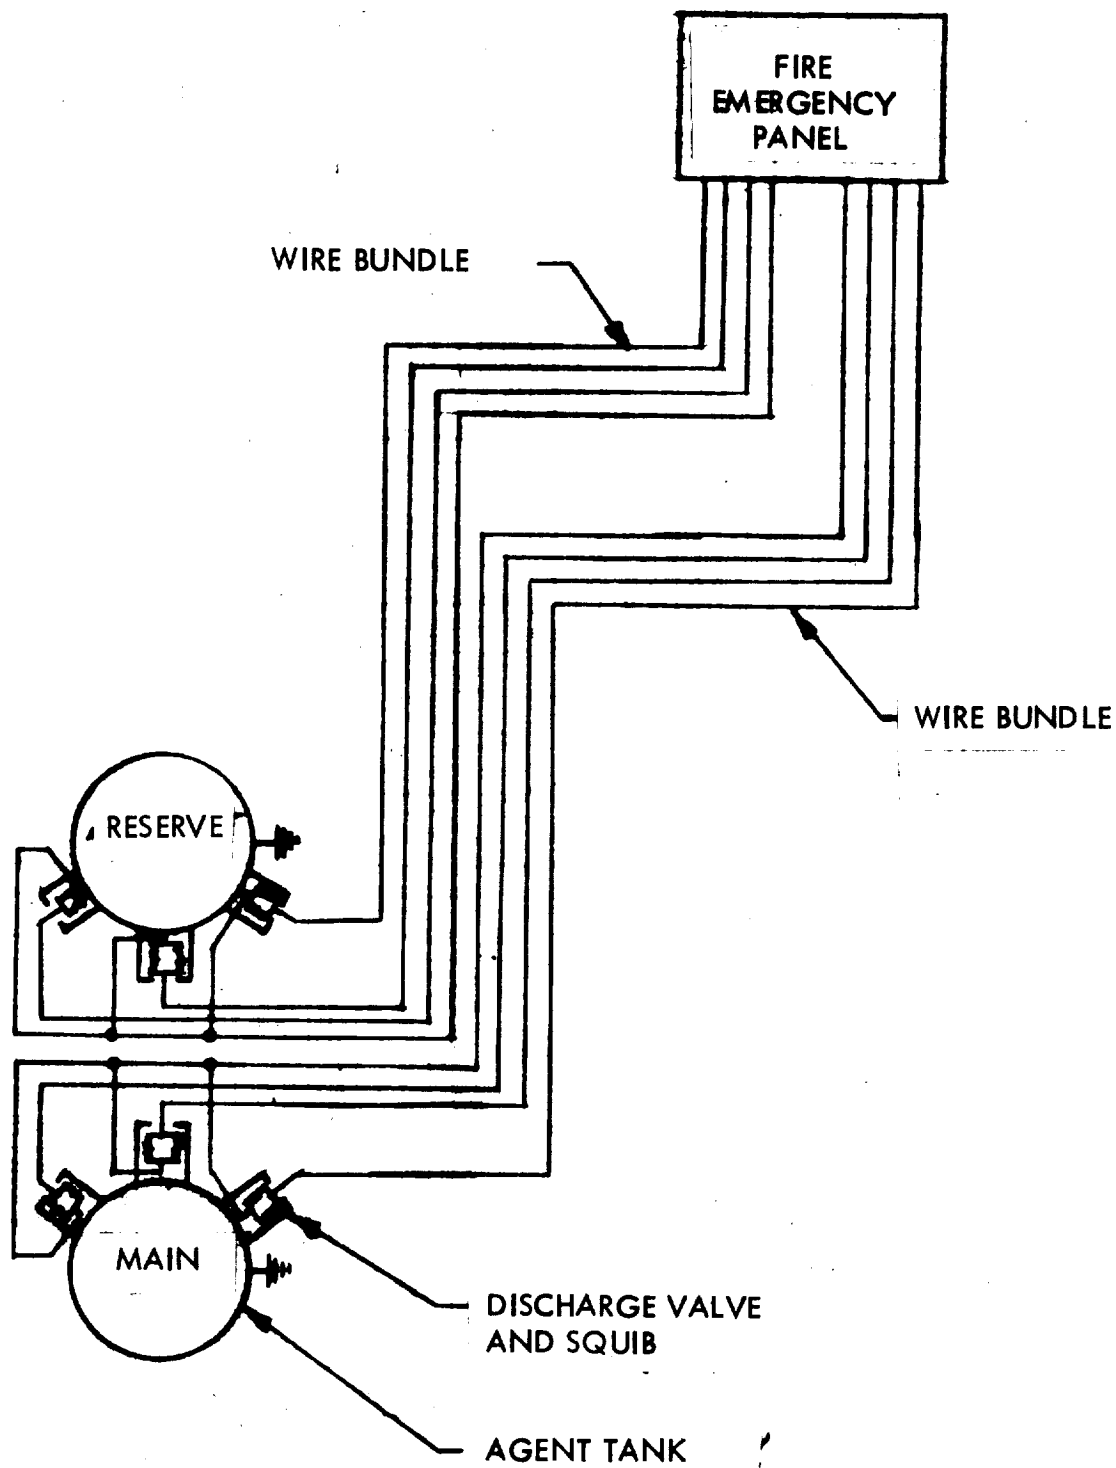 FIRE
EMERGENCY
PANEL
WIRE BUNDLE
WIRE BUNDLE
RESERVE
MAIN
DISCHARGE VALVE
AND SQUIB
AGENT TANK